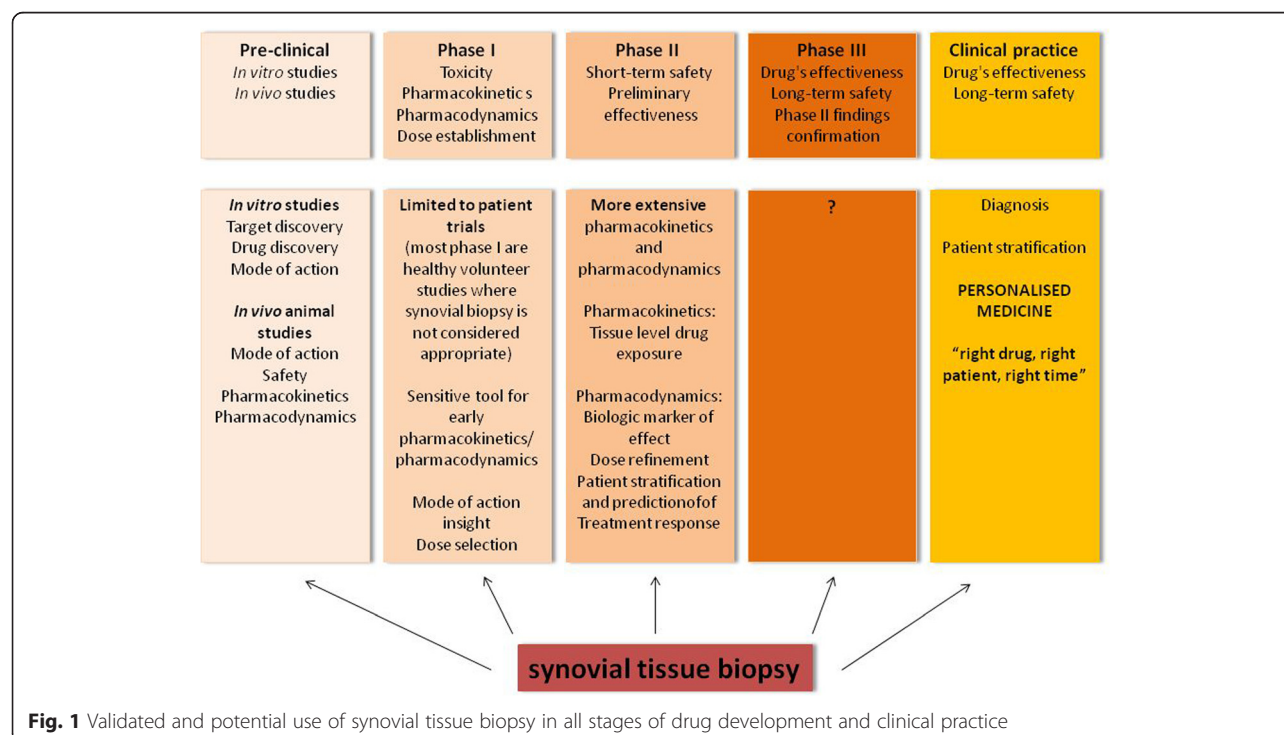 Pre-clinical
In vitro studies
In vivo studies
Phase I
Toxicity
Pharmacokinetic s
Pharmacodynamics
Dose establishment
Phase II
Short-term safety
Preliminary
effectiveness
Phase III
Drug's effectiveness
Long-term safety
Phase II findings
confirmation
Clinical practice
Drug's effectiveness
Long-term safety
In vitro studies
Target discovery
Drug discovery
Mode of action
In vivo animal
studies
Mode of action
Safety
Pharmacokinetics
Pharmacodynamics
Limited to patient
trials
(most phase I are
healthy volunteer
studies where
synovial biopsy is
not considered
appropriate)
Sensitive tool for
early
pharmacokinetics/
pharmacodynamics
Mode of action
insight
Dose selection
More extensive
pharmacokinetics
and
pharmacodynamics
Pharmacokinetics:
Tissue level drug
exposure
Pharmacodynamics:
Biologic marker of
effect
Dose refinement
Patient stratification
and predictionofof
Treatment response
?
Diagnosis
Patient stratification
PERSONALISED
MEDICINE
“right drug, right
patient, right time”
synovial tissue biopsy
Fig. 1 Validated and potential use of synovial tissue biopsy in all stages of drug development and clinical practice